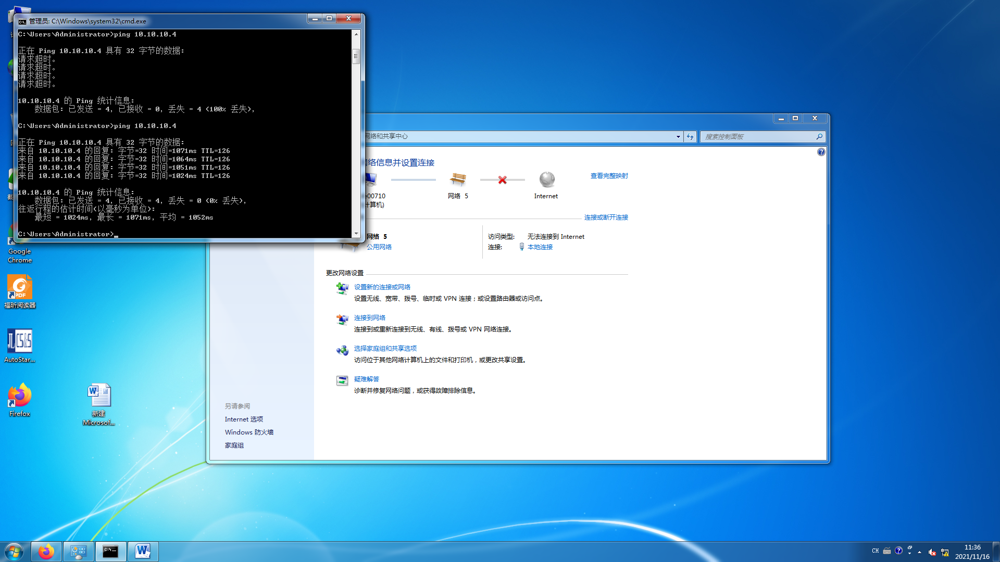 管理员: C:\Windows\system32\cmd.exe
C:\Users\Administrator>ping 10.10.10.4
正在 Ping 10.10.10.4 具有 32 字节的数据:
请求超时。
请求超时。
请求超时。
请求超时。
10.10.10.4 的 Ping 统计信息:
数据包: 已发送 = 4, 已接收 = 0, 丢失 = 4 (100% 丢失),
C:\Users\Administrator>ping 10.10.10.4
正在 Ping 10.10.10.4 具有 32 字节的数据:
来自 10.10.10.4 的回复: 字节=32 时间=1071ms TTL=126
来自 10.10.10.4 的回复: 字节=32 时间=1064ms TTL=126
来自 10.10.10.4 的回复: 字节=32 时间=1051ms TTL=126
来自 10.10.10.4 的回复: 字节=32 时间=1024ms TTL=126
10.10.10.4 的 Ping 统计信息:
数据包: 已发送 = 4, 已接收 = 4, 丢失 = 0 (0% 丢失),
往返行程的估计时间(以毫秒为单位):
最短 = 1024ms, 最长 = 1071ms, 平均 = 1052ms
C:\Users\Administrator>
网络和共享中心
搜索控制面板
网络信息并设置连接
查看完整映射
e00710
计算机)
网络 5
Internet
连接或断开连接
网络 5
公用网络
访问类型: 无法连接到 Internet
连接: 本地连接
更改网络设置
设置新的连接或网络
设置无线、宽带、拨号、临时或 VPN 连接；或设置路由器或访问点。
连接到网络
连接到或重新连接到无线、有线、拨号或 VPN 网络连接。
选择家庭组和共享选项
访问位于其他网络计算机上的文件和打印机，或更改共享设置。
疑难解答
诊断并修复网络问题，或获得故障排除信息。
另请参阅
Internet 选项
Windows 防火墙
家庭组
Google
Chrome
PDF
福昕阅读器
JLCS&S
AutoStar...
Firefox
新建
Microsof...
CH
11:36
2021/11/16